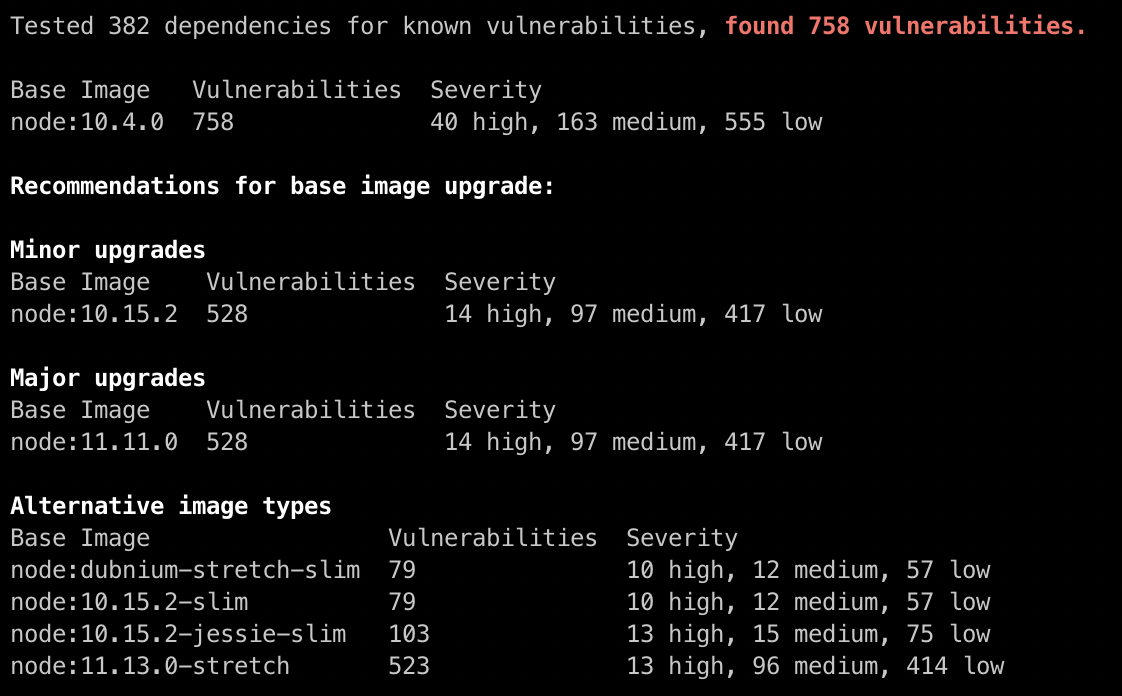 Tested 382 dependencies for known vulnerabilities, found 758 vulnerabilities.
Base Image   Vulnerabilities  Severity
node:10.4.0  758              40 high, 163 medium, 555 low
Recommendations for base image upgrade:
Minor upgrades
Base Image    Vulnerabilities  Severity
node:10.15.2  528              14 high, 97 medium, 417 low
Major upgrades
Base Image    Vulnerabilities  Severity
node:11.11.0  528              14 high, 97 medium, 417 low
Alternative image types
Base Image                 Vulnerabilities  Severity
node:dubnium-stretch-slim  79               10 high, 12 medium, 57 low
node:10.15.2-slim          79               10 high, 12 medium, 57 low
node:10.15.2-jessie-slim   103              13 high, 15 medium, 75 low
node:11.13.0-stretch       523              13 high, 96 medium, 414 low